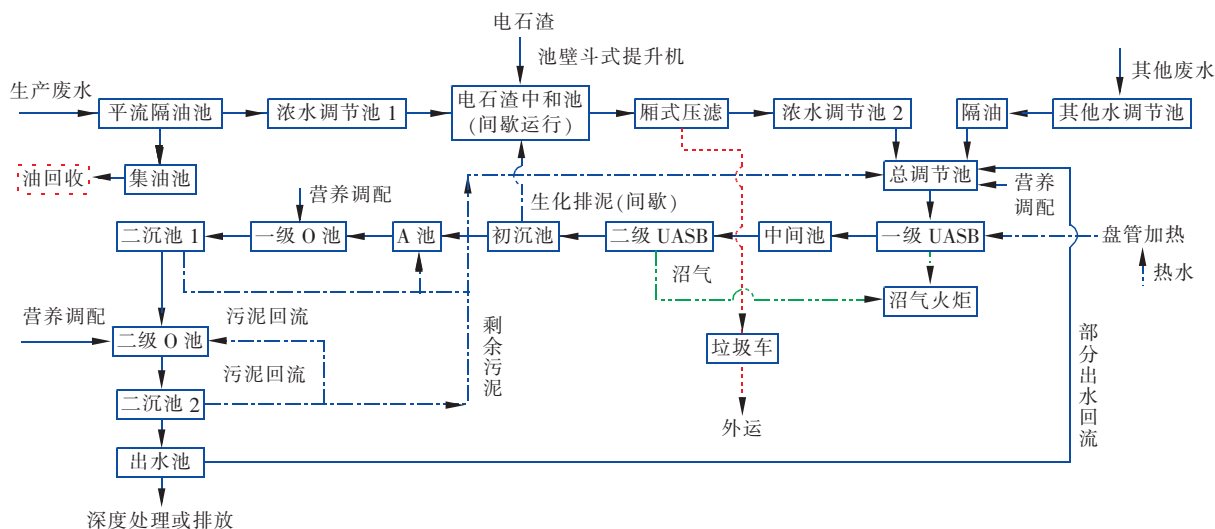 电石渣
池壁斗式提升机
其他废水
生产废水
平流隔油池
浓水调节池 1
电石渣中和池
(间歇运行)
厢式压滤
浓水调节池 2
隔油
其他水调节池
油回收
集油池
总调节池
营养
调配
营养调配
生化排泥(间歇)
二沉池 1
一级 O 池
A 池
初沉池
二级 UASB
中间池
一级 UASB
盘管加热
沼气
热水
沼气火炬
营养调配
污泥回流
二级 O 池
剩余污泥
垃圾车
部分出水回流
污泥回流
二沉池 2
外运
出水池
深度处理或排放